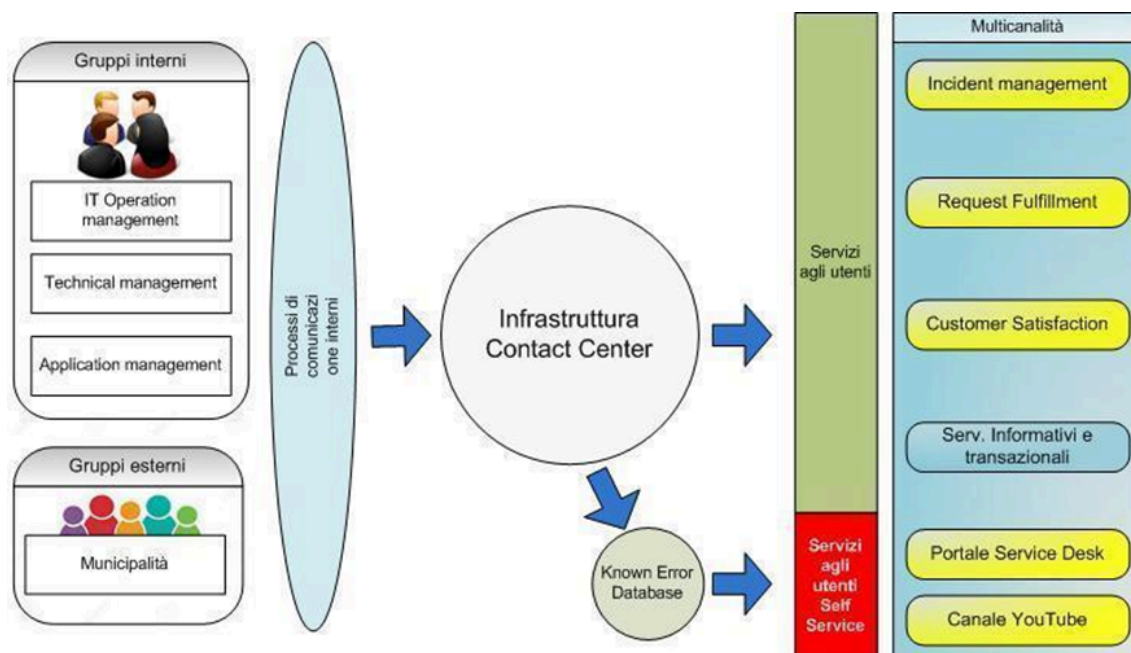 Gruppi interni
IT Operation
management
Technical management
Application management
Gruppi esterni
Municipalità
Processi di
comunicazi
one interni
Infrastruttura
Contact Center
Known Error
Database
Servizi
agli utenti
Servizi
agli
utenti
Self
Service
Multicanalità
Incident management
Request Fulfillment
Customer Satisfaction
Serv. Informativi e
transazionali
Portale Service Desk
Canale YouTube